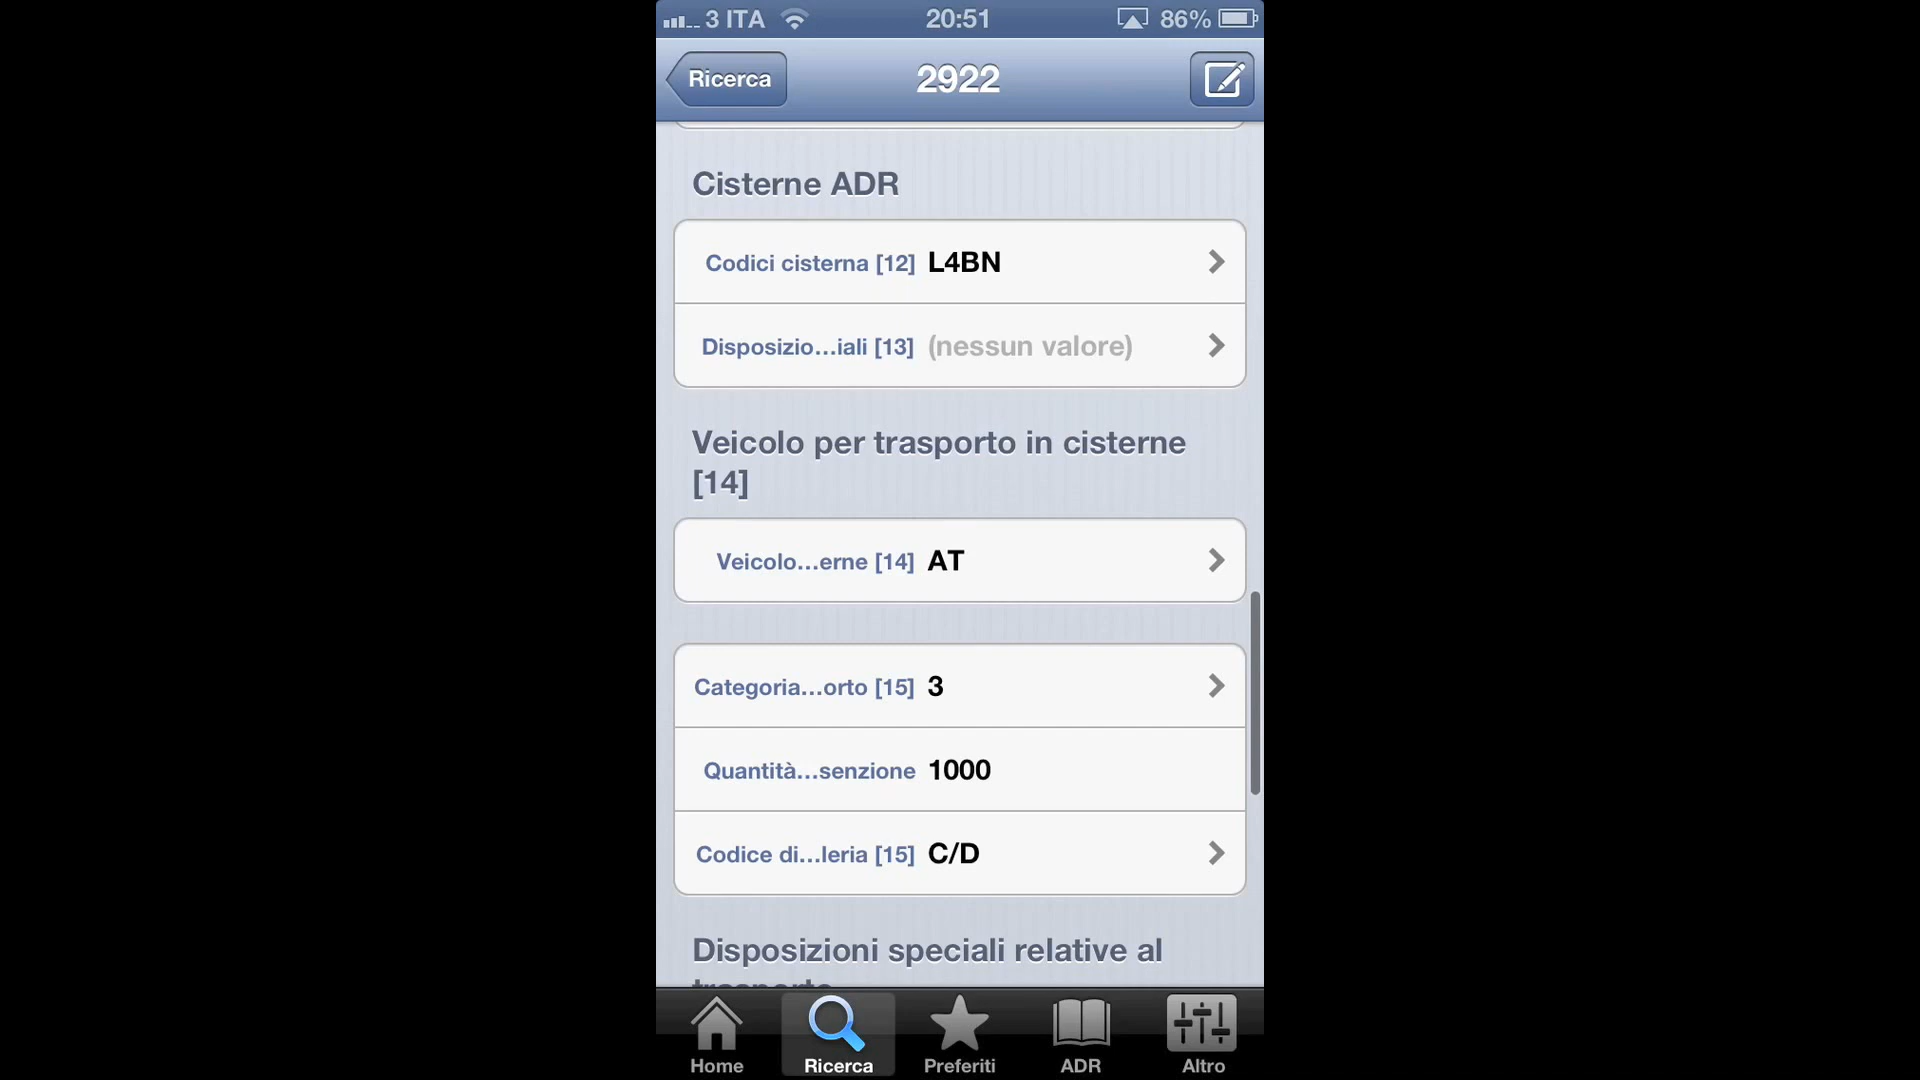 3 ITA 20:51 86%
Ricerca 2922
Cisterne ADR
Codici cisterna [12] L4BN
Disposizio...iali [13] (nessun valore)
Veicolo per trasporto in cisterne
[14]
Veicolo...erne [14] AT
Categoria...orto [15] 3
Quantità...senzione 1000
Codice di...leria [15] C/D
Disposizioni speciali relative al
trasporto
Home Ricerca Preferiti ADR Altro